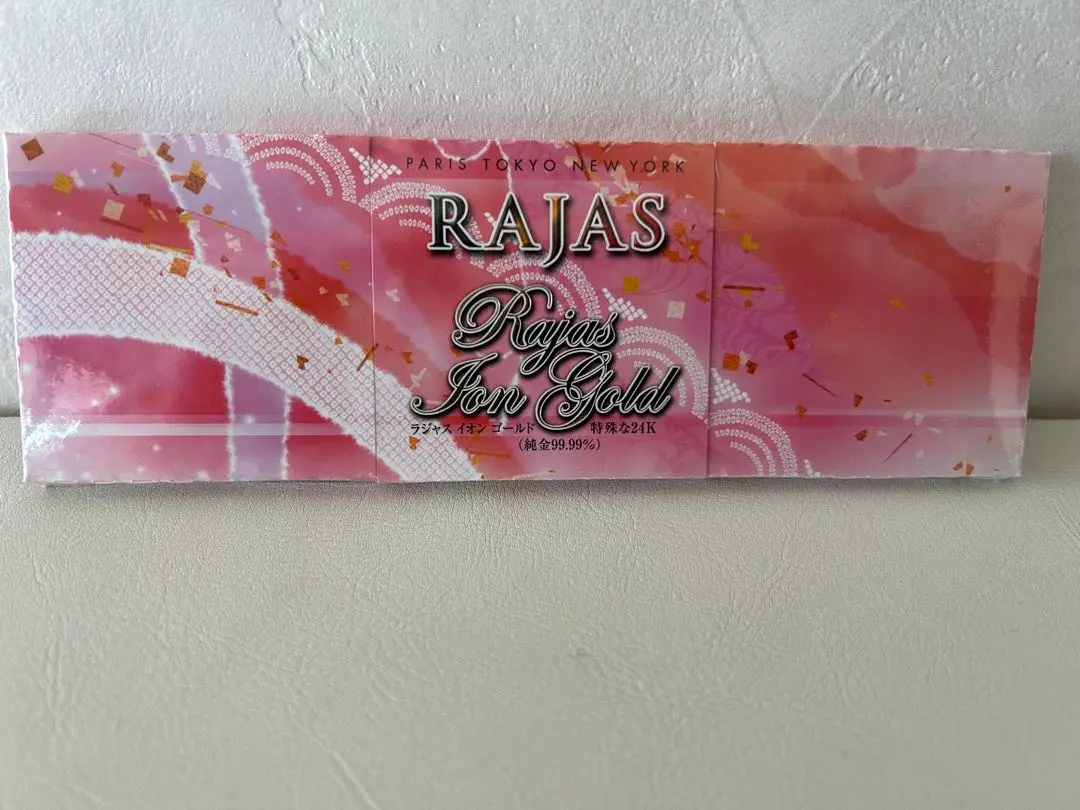 PARIS TOKYO NEW YORK
RAJAS
Rajas
Ion Gold
ラジャス イオン ゴールド 特殊な24K
(純金99.99%)